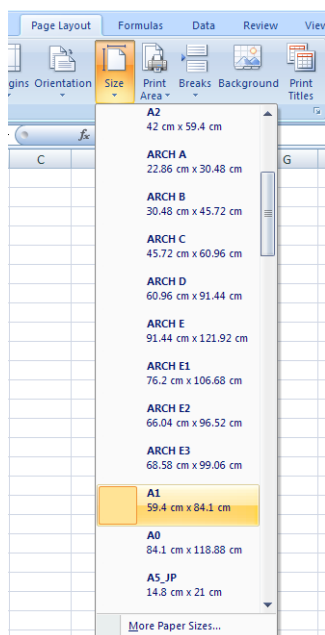 Page Layout Formulas Data Review View
gins Orientation Size Print Area Breaks Background Print Titles
fx
C G
A2
42 cm x 59.4 cm
ARCH A
22.86 cm x 30.48 cm
ARCH B
30.48 cm x 45.72 cm
ARCH C
45.72 cm x 60.96 cm
ARCH D
60.96 cm x 91.44 cm
ARCH E
91.44 cm x 121.92 cm
ARCH E1
76.2 cm x 106.68 cm
ARCH E2
66.04 cm x 96.52 cm
ARCH E3
68.58 cm x 99.06 cm
A1
59.4 cm x 84.1 cm
A0
84.1 cm x 118.88 cm
A5_JP
14.8 cm x 21 cm
More Paper Sizes...